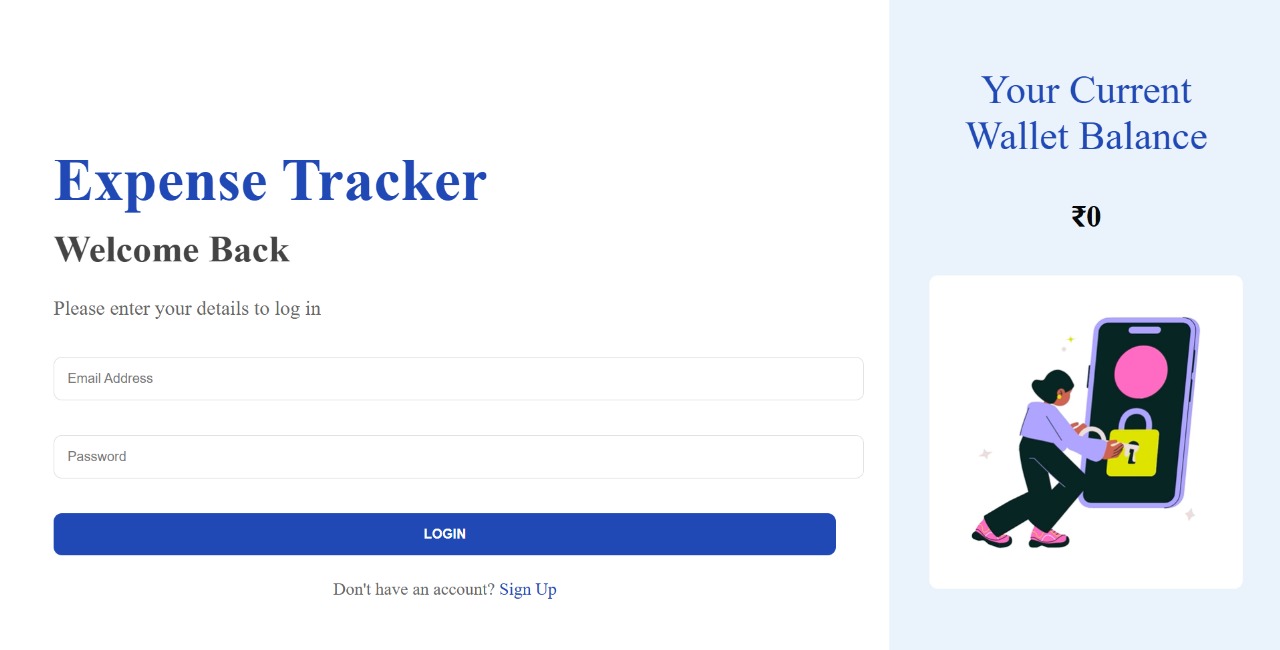 Expense Tracker
Welcome Back
Please enter your details to log in
Email Address
Password
LOGIN
Don't have an account? Sign Up
Your Current
Wallet Balance
₹0